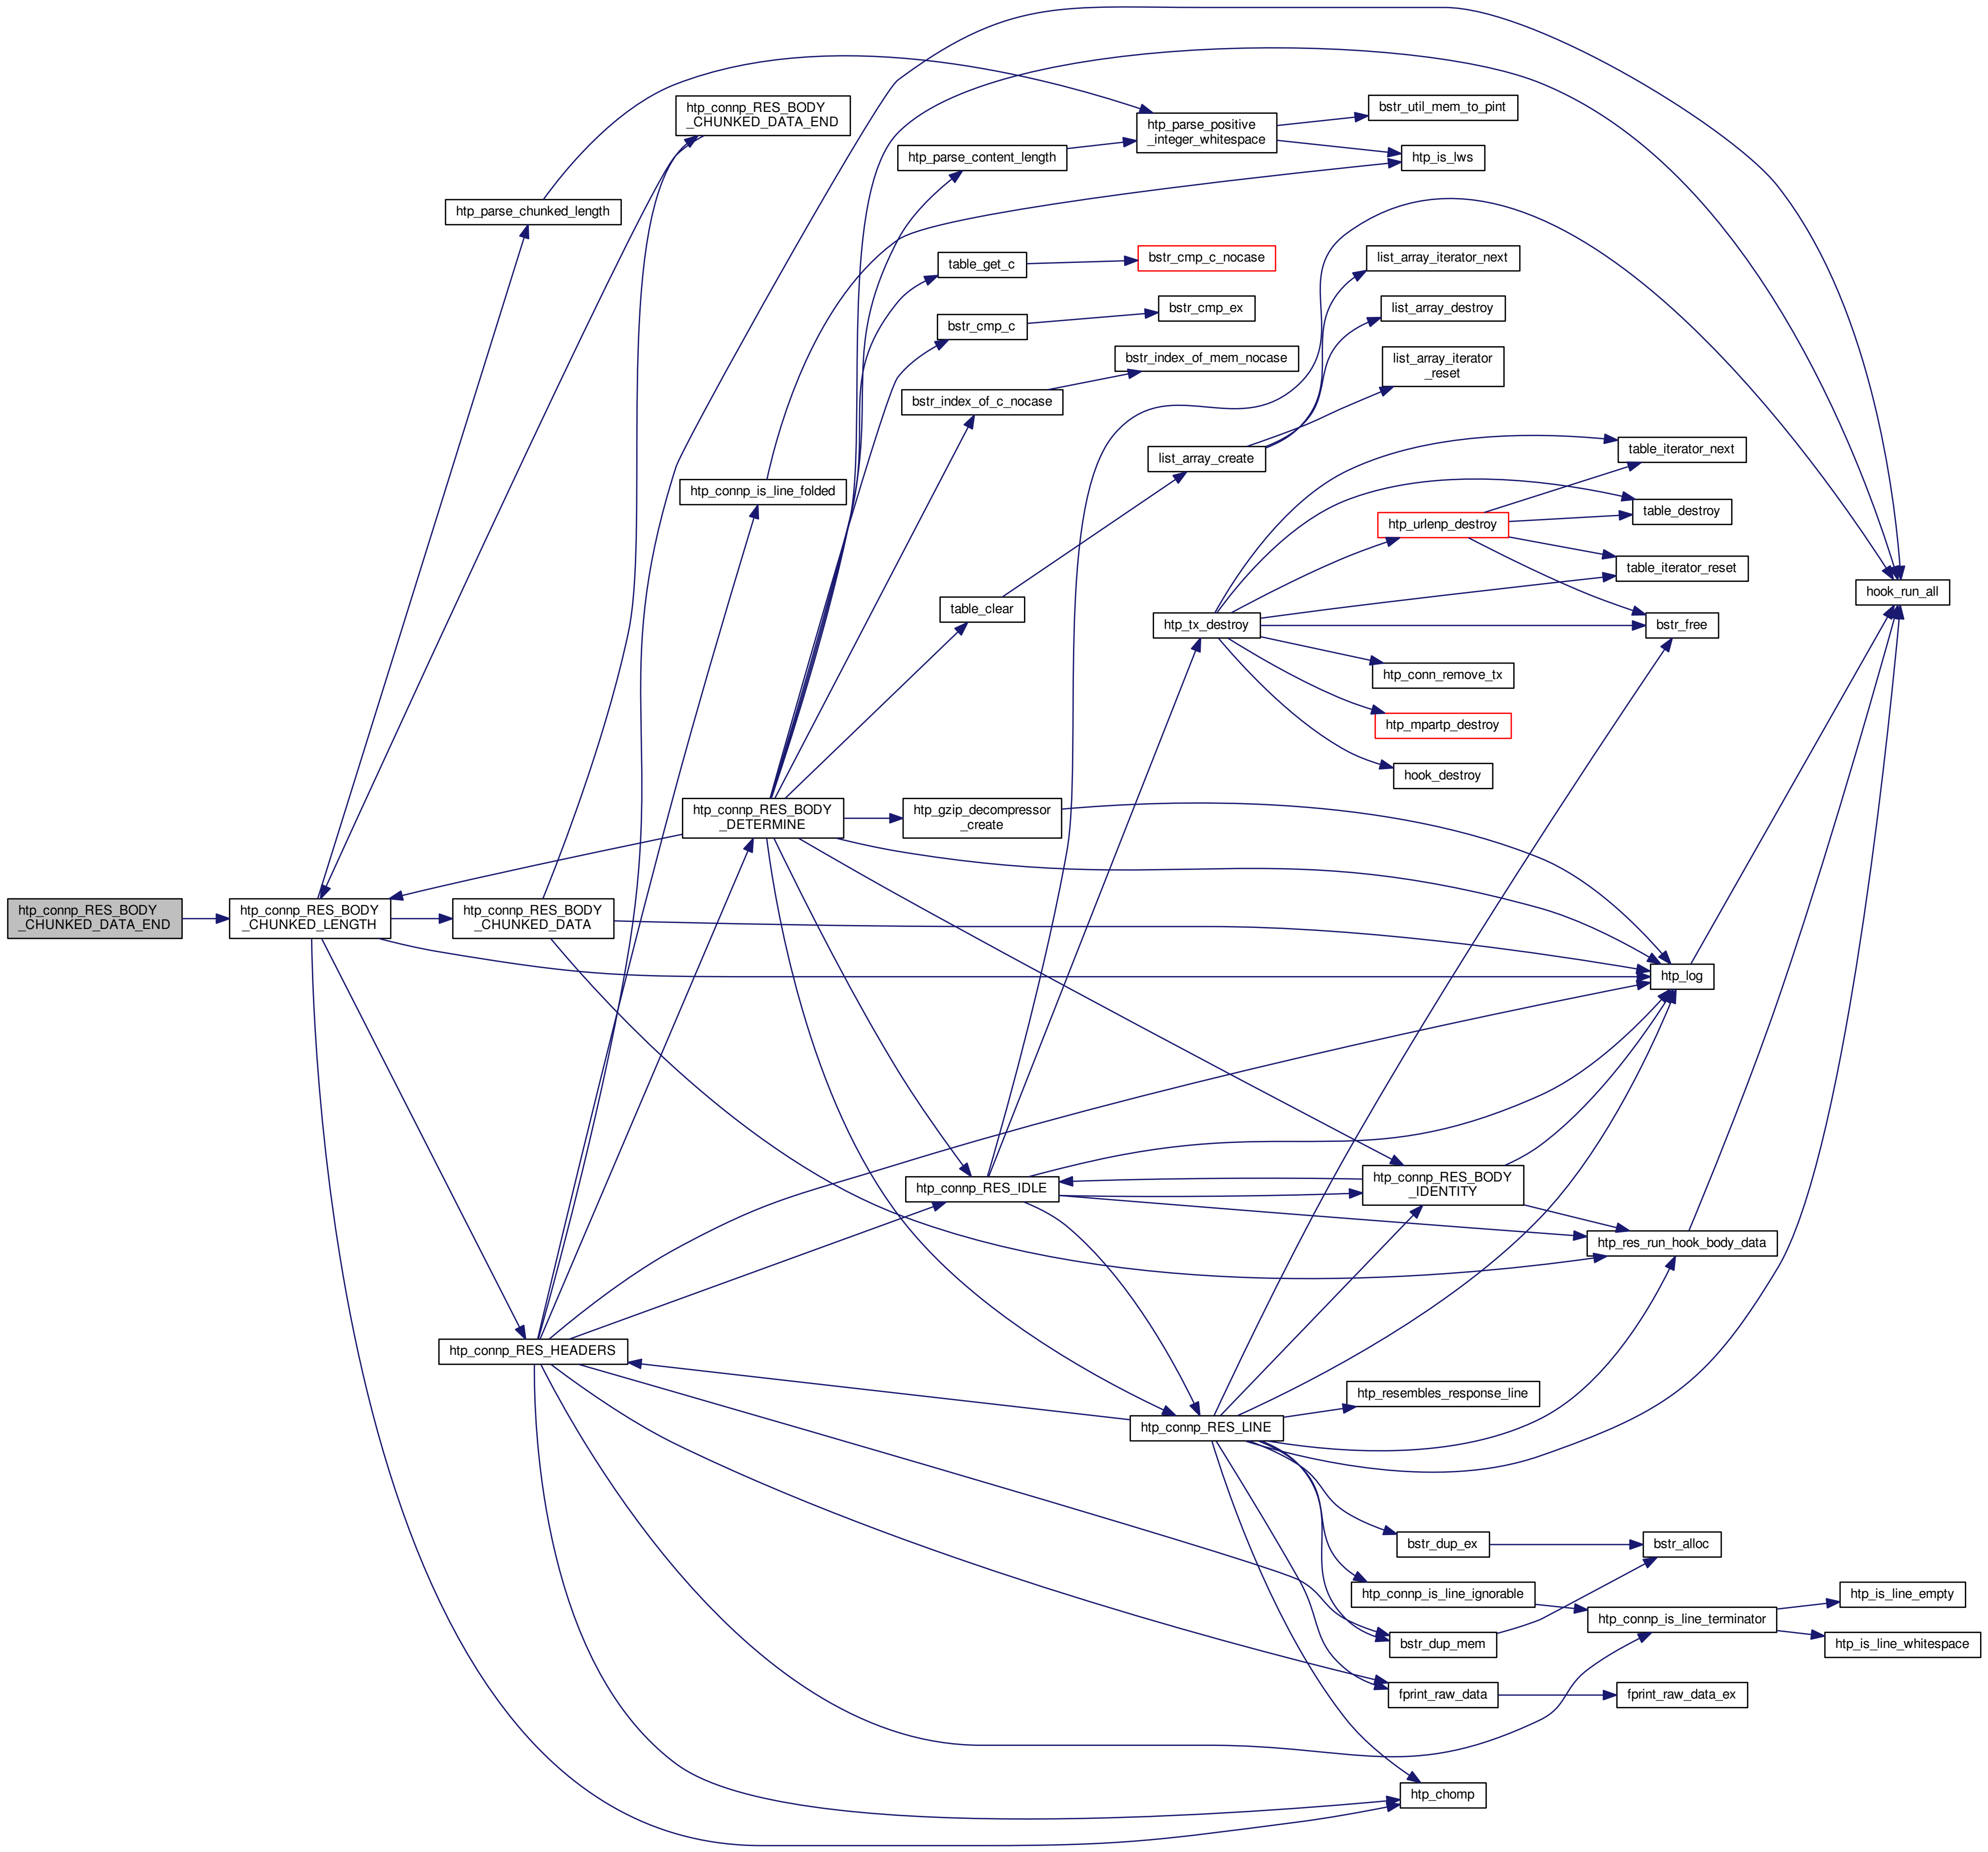 htp_connp_RES_BODY
_CHUNKED_DATA_END
htp_connp_RES_BODY
_CHUNKED_LENGTH
htp_parse_chunked_length
htp_connp_RES_BODY
_CHUNKED_DATA
htp_connp_RES_HEADERS
htp_connp_RES_BODY
_CHUNKED_DATA_END
htp_connp_is_line_folded
htp_connp_RES_BODY
_DETERMINE
htp_parse_content_length
table_get_c
bstr_cmp_c
bstr_index_of_c_nocase
table_clear
htp_gzip_decompressor
_create
htp_connp_RES_IDLE
htp_parse_positive
_integer_whitespace
bstr_cmp_c_nocase
bstr_cmp_ex
bstr_index_of_mem_nocase
list_array_create
htp_tx_destroy
htp_connp_RES_LINE
bstr_util_mem_to_pint
htp_is_lws
list_array_iterator_next
list_array_destroy
list_array_iterator
_reset
htp_urlenp_destroy
htp_conn_remove_tx
htp_mpartp_destroy
hook_destroy
htp_connp_RES_BODY
_IDENTITY
htp_resembles_response_line
bstr_dup_ex
htp_connp_is_line_ignorable
bstr_dup_mem
fprint_raw_data
htp_chomp
table_iterator_next
table_destroy
table_iterator_reset
bstr_free
htp_log
htp_res_run_hook_body_data
bstr_alloc
htp_connp_is_line_terminator
fprint_raw_data_ex
hook_run_all
htp_is_line_empty
htp_is_line_whitespace